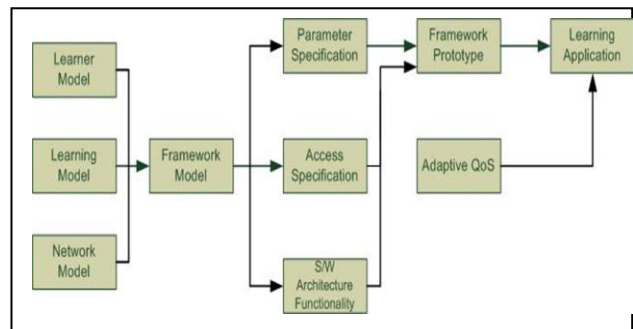 Learner
Model
Learning
Model
Network
Model
Framework
Model
Parameter
Specification
Access
Specification
S/W
Architecture
Functionality
Framework
Prototype
Adaptive QoS
Learning
Application